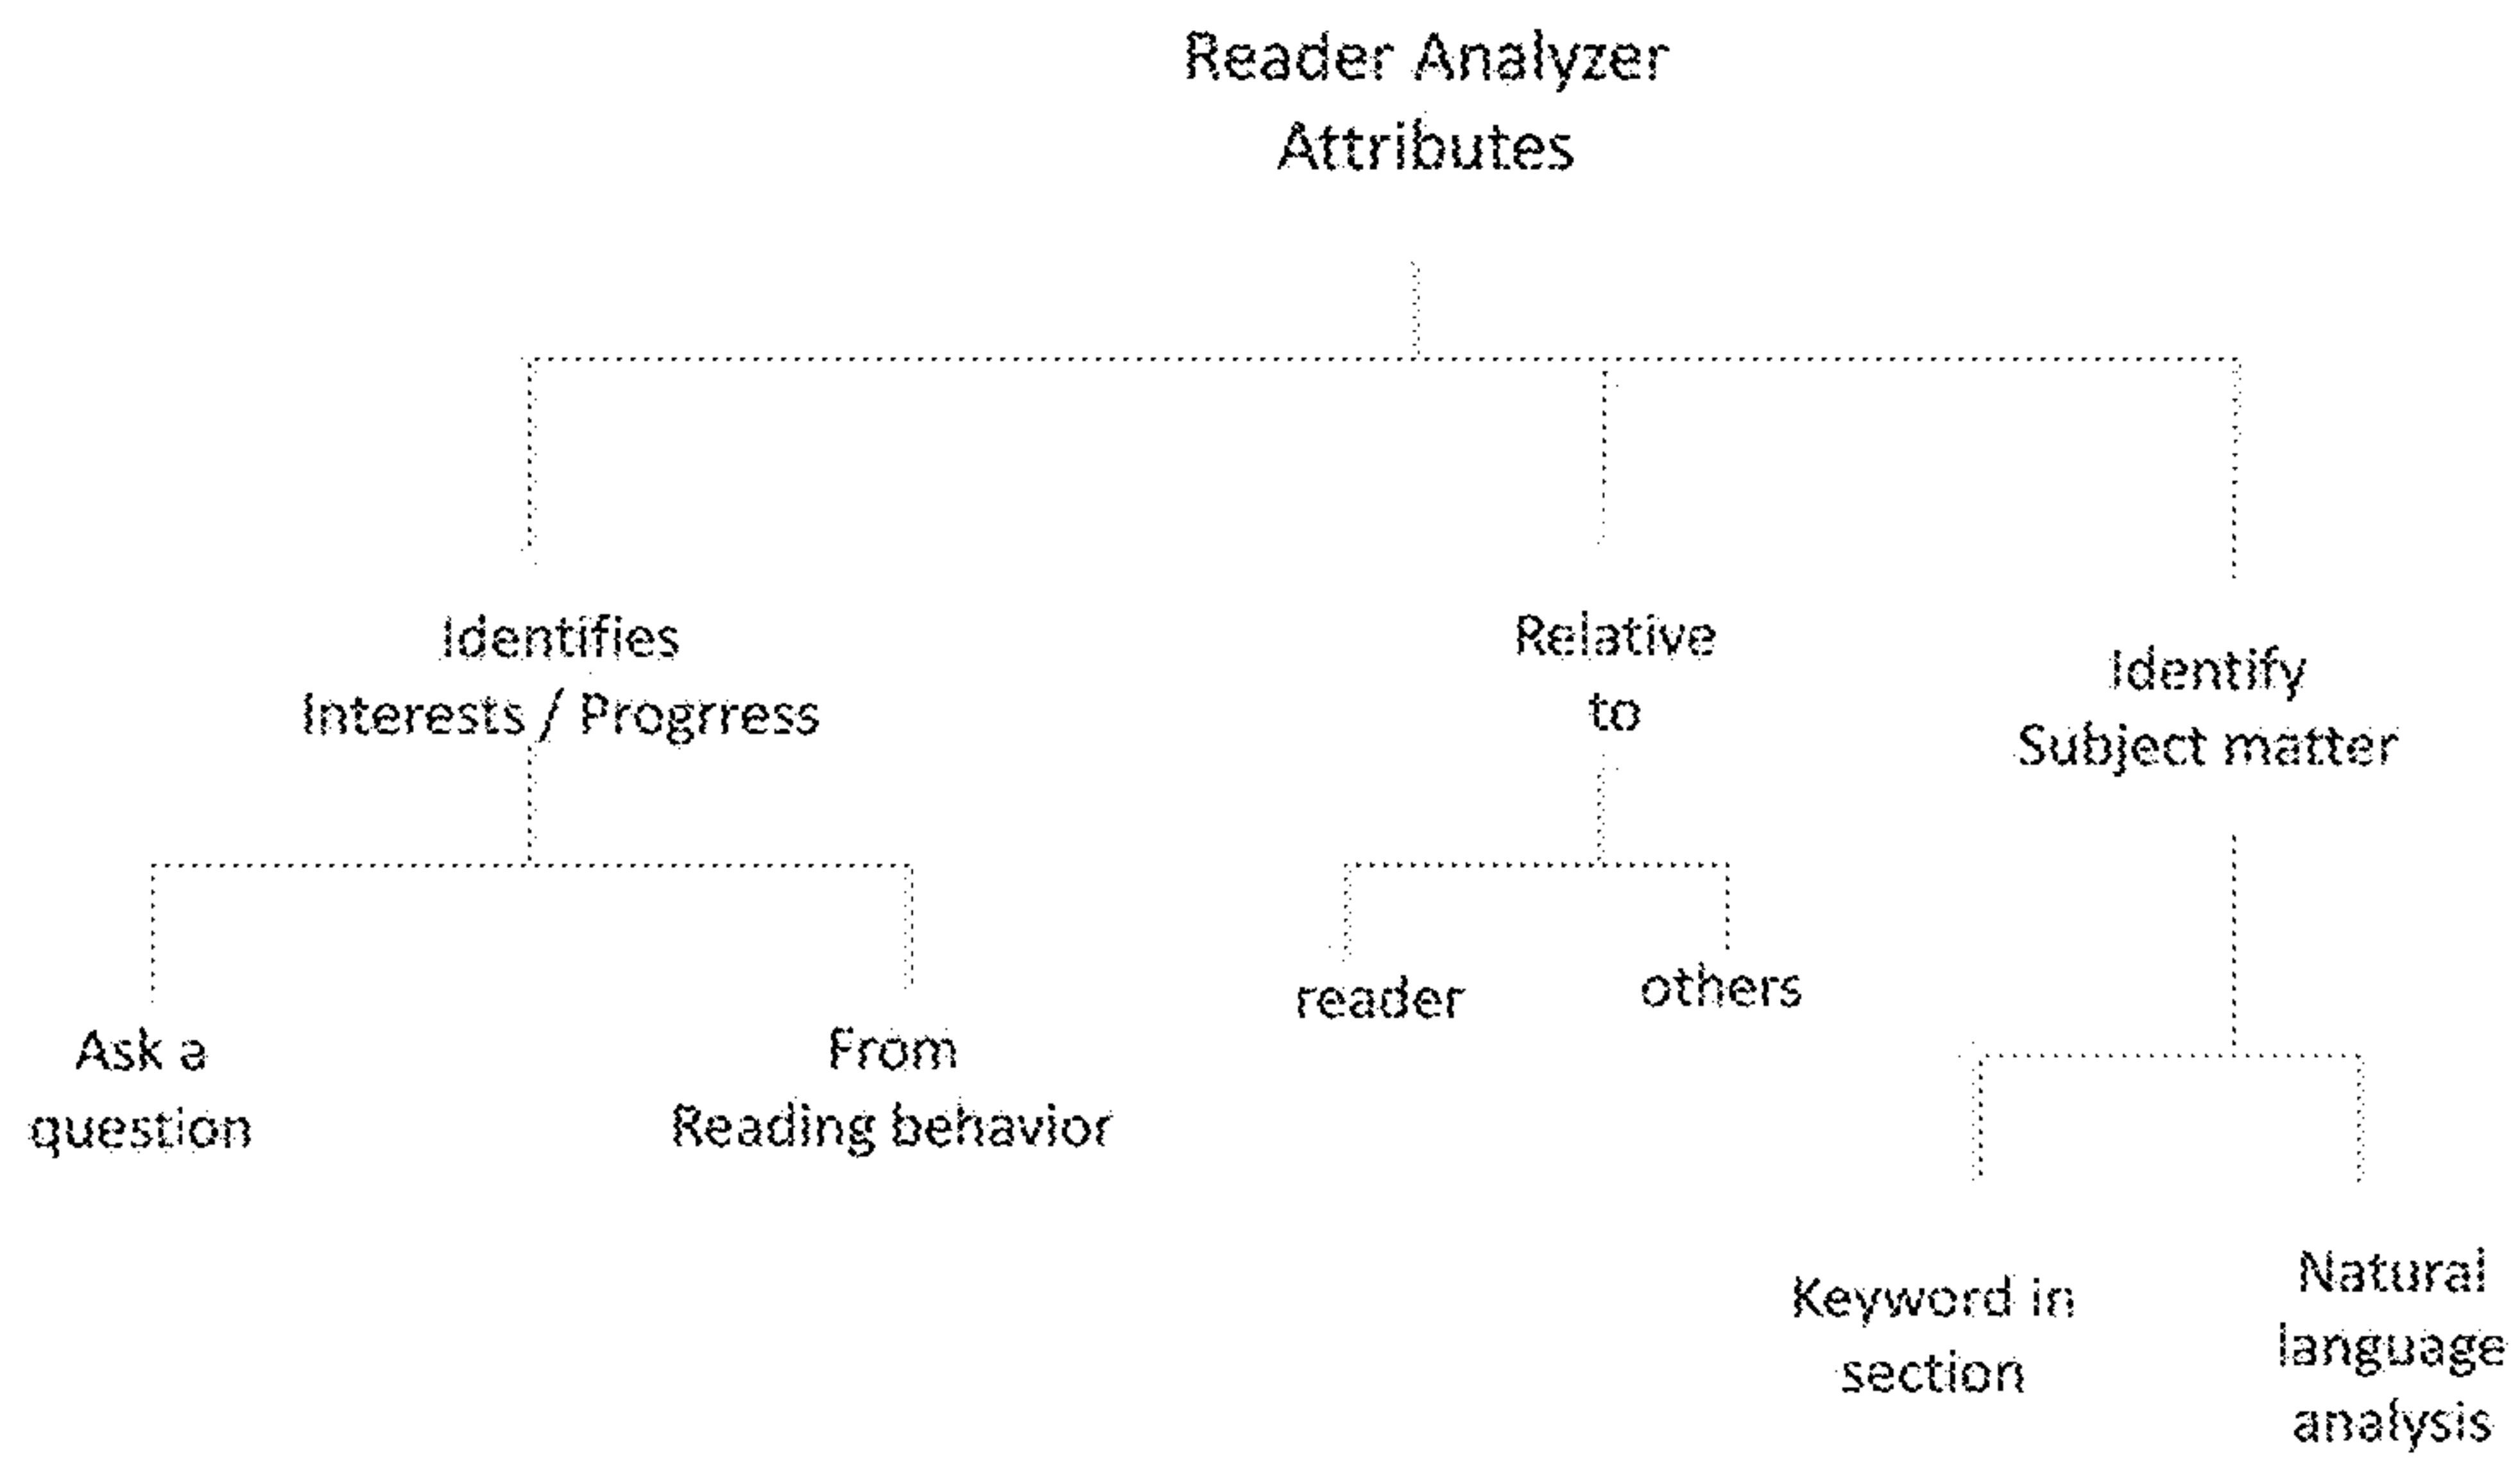 Reader Analyzer
Attributes
Identifies
Interests / Progrress
Relative
to
Identify
Subject matter
Ask a
question
From
Reading behavior
reader
others
Keyword in
section
Natural
language
analysis